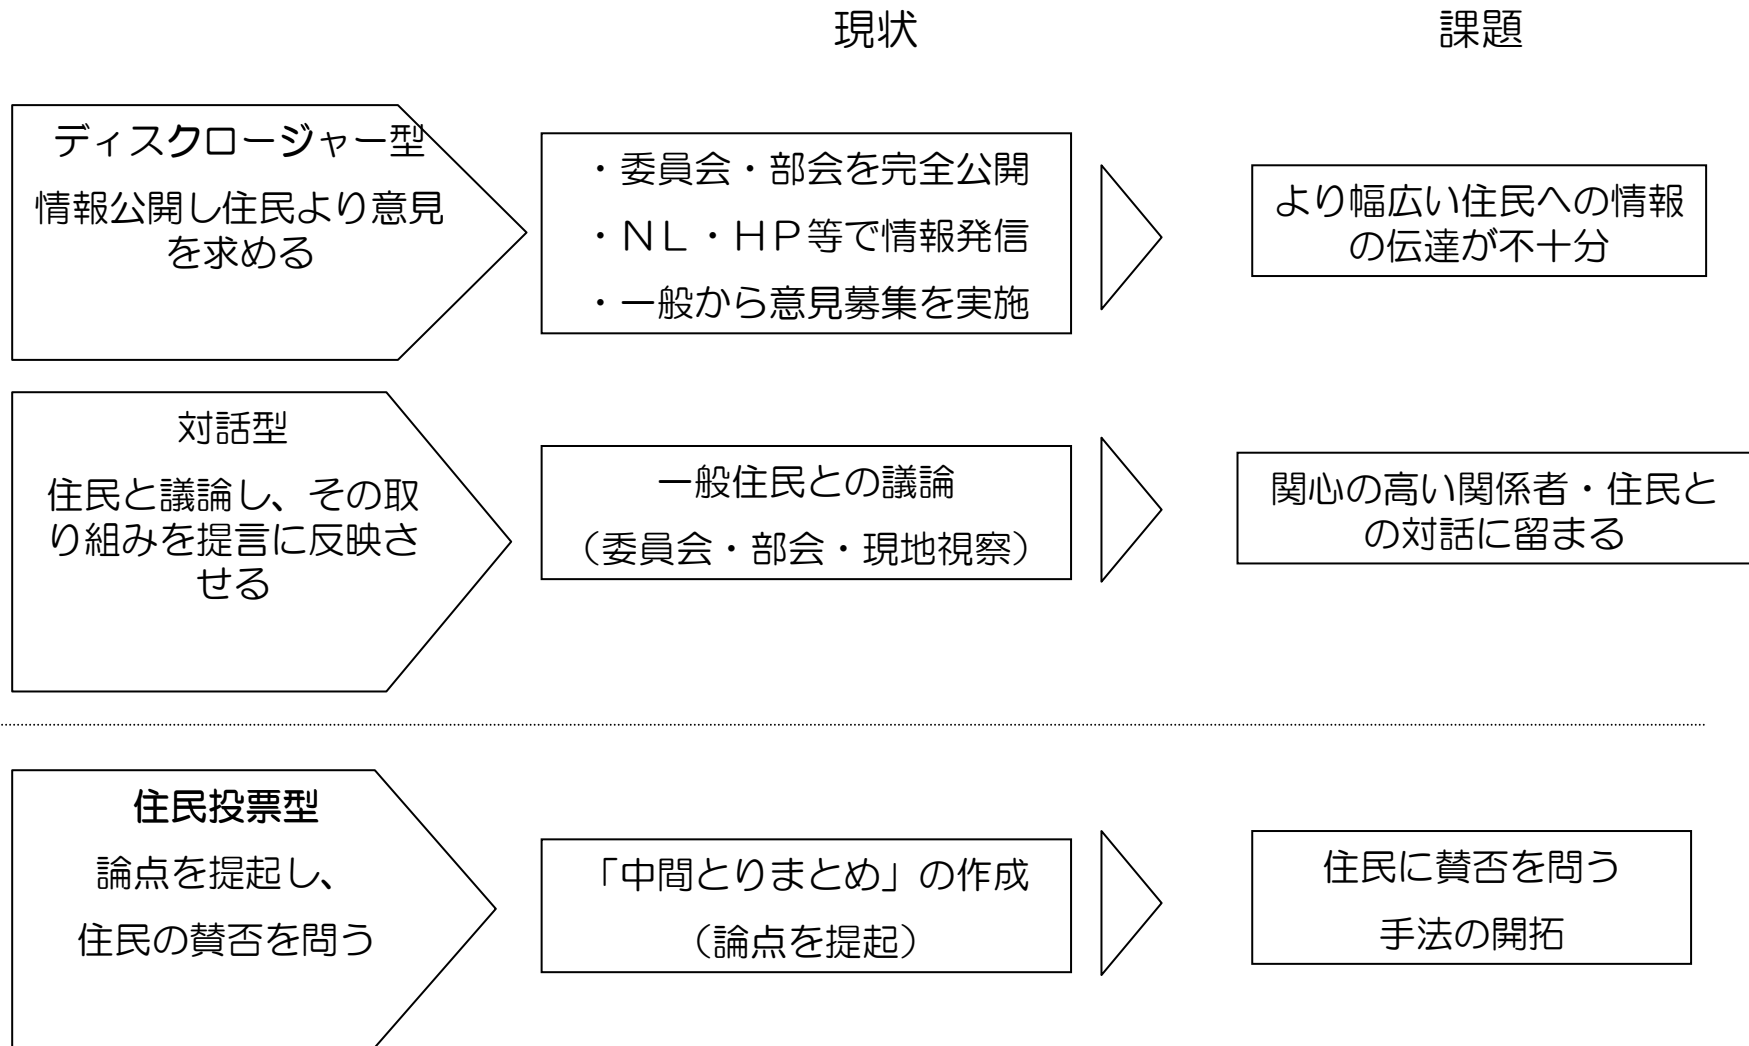 現状
課題
ディスクロージャー型
情報公開し住民より意見
を求める
・委員会・部会を完全公開
・ＮＬ・ＨＰ等で情報発信
・一般から意見募集を実施
より幅広い住民への情報
の伝達が不十分
対話型
住民と議論し、その取
り組みを提言に反映さ
せる
一般住民との議論
（委員会・部会・現地視察）
関心の高い関係者・住民と
の対話に留まる
住民投票型
論点を提起し、
住民の賛否を問う
「中間とりまとめ」の作成
（論点を提起）
住民に賛否を問う
手法の開拓